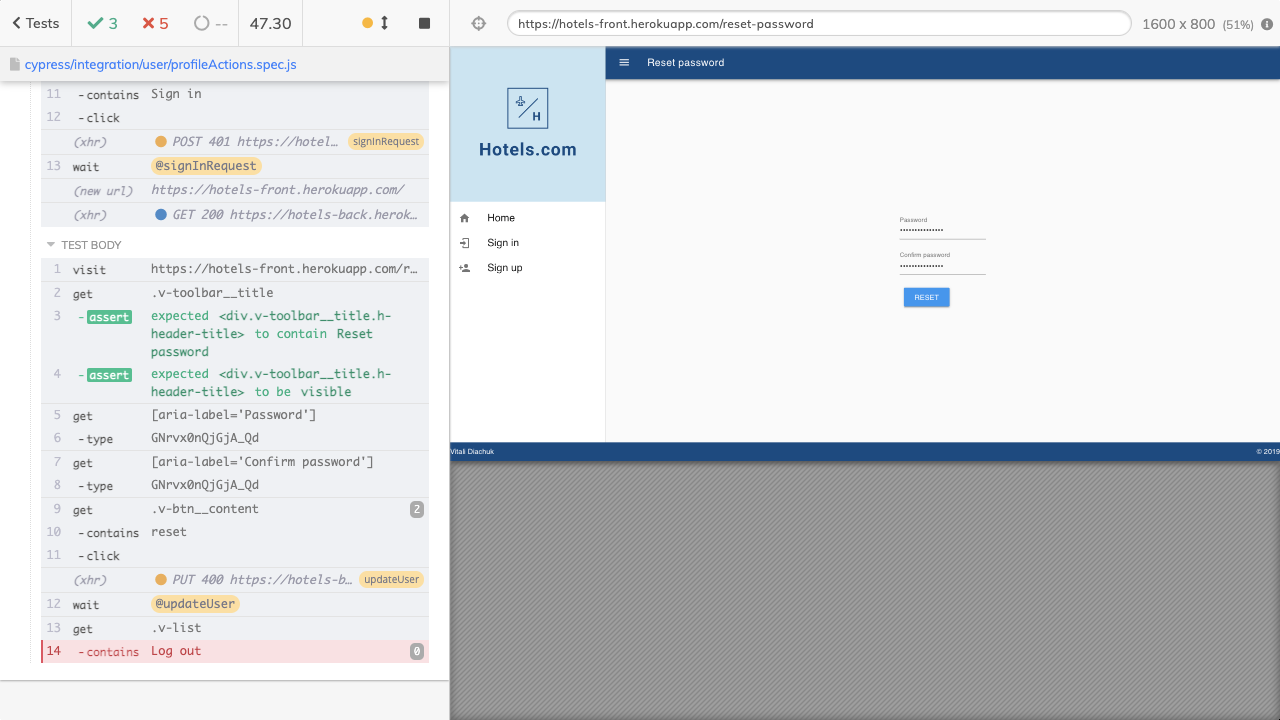 Tests
3
5
--
47.30
https://hotels-front.herokuapp.com/reset-password
1600 x 800 (51%)
cypress/integration/user/profileActions.spec.js
11 - contains Sign in
12 - click
(xhr) POST 401 https://hotel... signInRequest
13 wait @signInRequest
(new url) https://hotels-front.herokuapp.com/
(xhr) GET 200 https://hotels-back.herok...
TEST BODY
1 visit https://hotels-front.herokuapp.com/r...
2 get .v-toolbar__title
3 - assert expected <div.v-toolbar__title.h-
header-title> to contain Reset
password
4 - assert expected <div.v-toolbar__title.h-
header-title> to be visible
5 get [aria-label='Password']
6 - type GNrvx0nQjGjA_Qd
7 get [aria-label='Confirm password']
8 - type GNrvx0nQjGjA_Qd
9 get .v-btn__content 2
10 - contains reset
11 - click
(xhr) PUT 400 https://hotels-b... updateUser
12 wait @updateUser
13 get .v-list
14 - contains Log out 0
H
Hotels.com
Home
Sign in
Sign up
Reset password
Password
•••••••••••••••
Confirm password
•••••••••••••••
RESET
Vitali Diachuk
© 2019